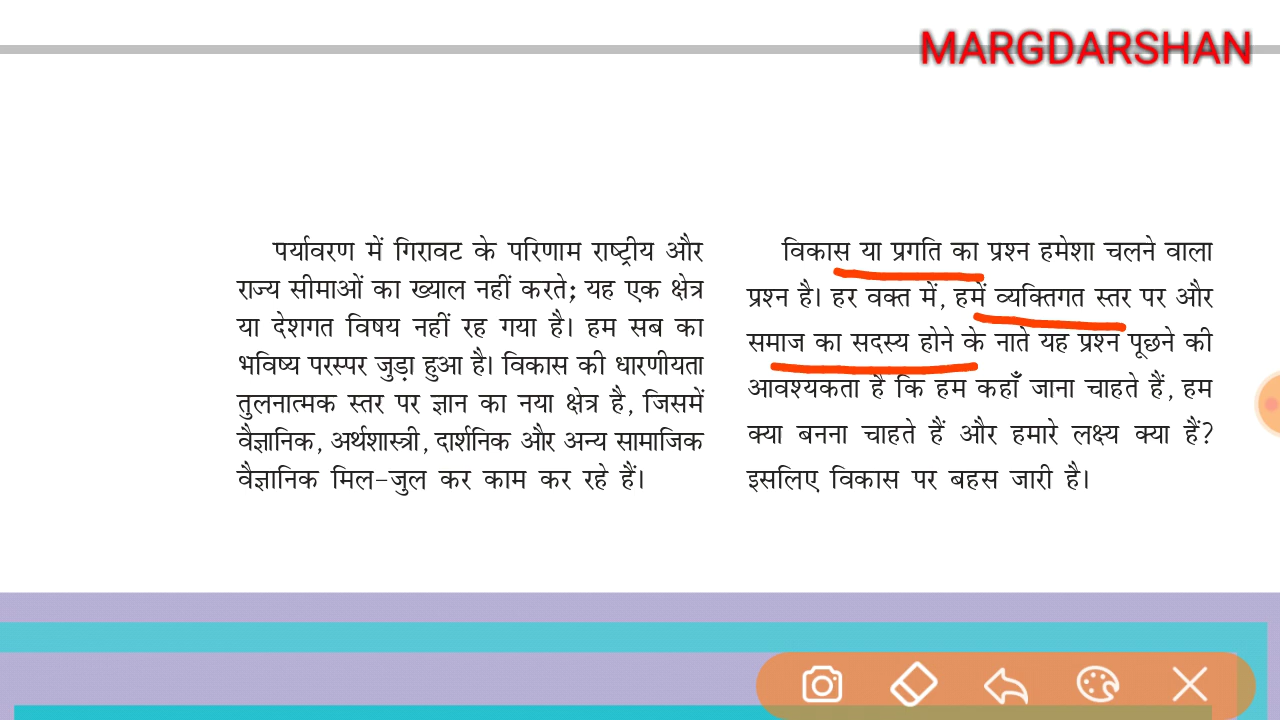 MARGDARSHAN
पर्यावरण में गिरावट के परिणाम राष्ट्रीय और
राज्य सीमाओं का ख्याल नहीं करते; यह एक क्षेत्र
या देशगत विषय नहीं रह गया है। हम सब का
भविष्य परस्पर जुड़ा हुआ है। विकास की धारणीयता
तुलनात्मक स्तर पर ज्ञान का नया क्षेत्र है, जिसमें
वैज्ञानिक, अर्थशास्त्री, दार्शनिक और अन्य सामाजिक
वैज्ञानिक मिल-जुल कर काम कर रहे हैं।
विकास या प्रगति का प्रश्न हमेशा चलने वाला
प्रश्न है। हर वक्त में, हमें व्यक्तिगत स्तर पर और
समाज का सदस्य होने के नाते यह प्रश्न पूछने की
आवश्यकता है कि हम कहाँ जाना चाहते हैं, हम
क्या बनना चाहते हैं और हमारे लक्ष्य क्या हैं?
इसलिए विकास पर बहस जारी है।